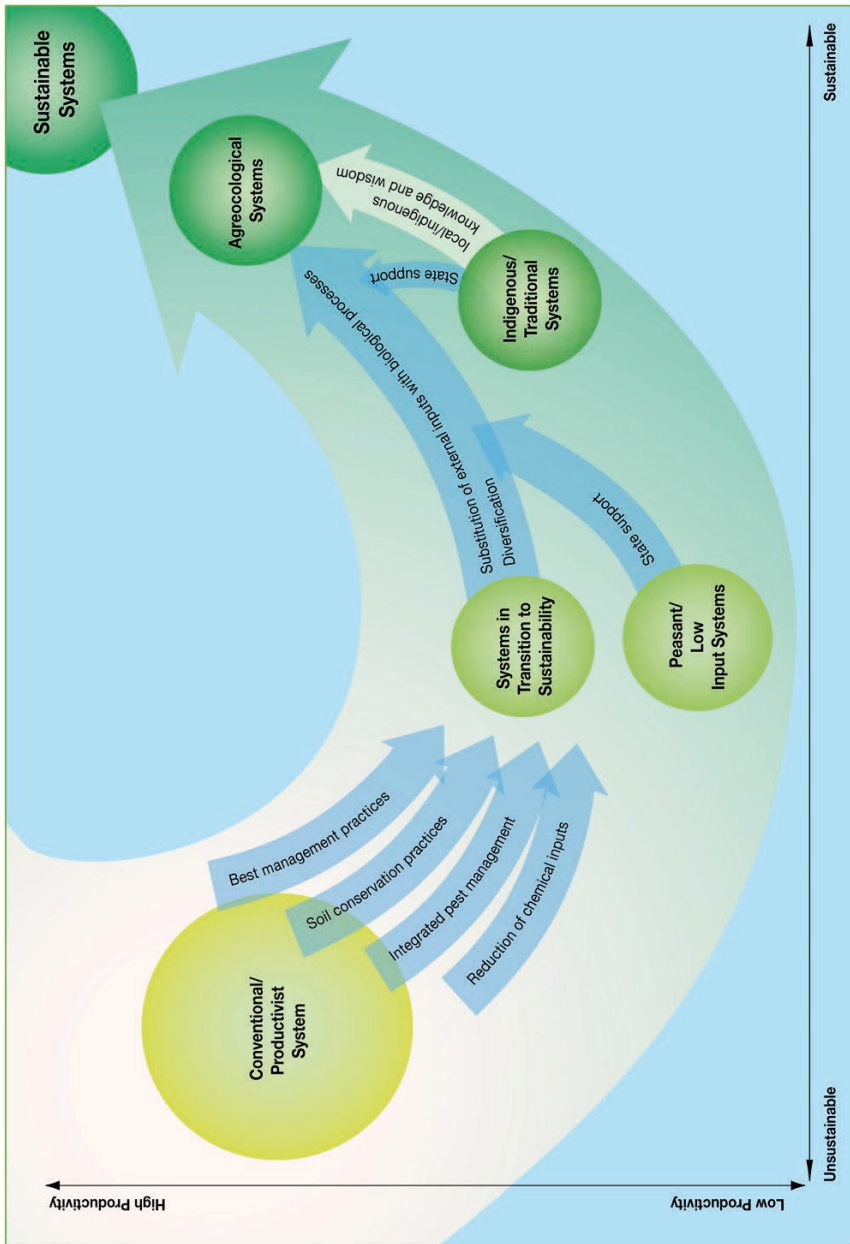 Sustainable
Systems
Agreocological
Systems
local/indigenous
knowledge and wisdom
State support
Indigenous/
Traditional
Systems
Substitution of external inputs with biological processes
Diversification
State support
Systems in
Transition to
Sustainability
Peasant/
Low
Input Systems
Best management practices
Soil conservation practices
Integrated pest management
Reduction of chemical inputs
Conventional/
Productivist
System
High Productivity
Low Productivity
Unsustainable
Sustainable